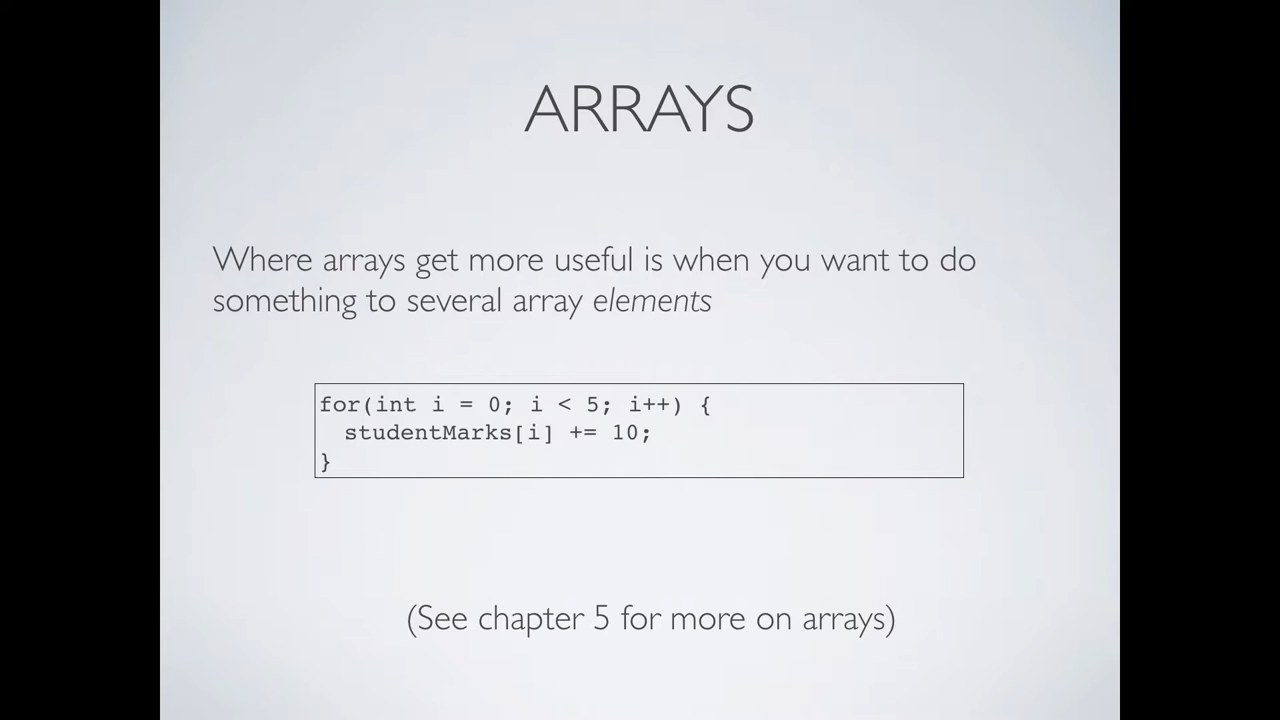 ARRAYS
Where arrays get more useful is when you want to do
something to several array elements
for(int i = 0; i < 5; i++) {
  studentMarks[i] += 10;
}
(See chapter 5 for more on arrays)